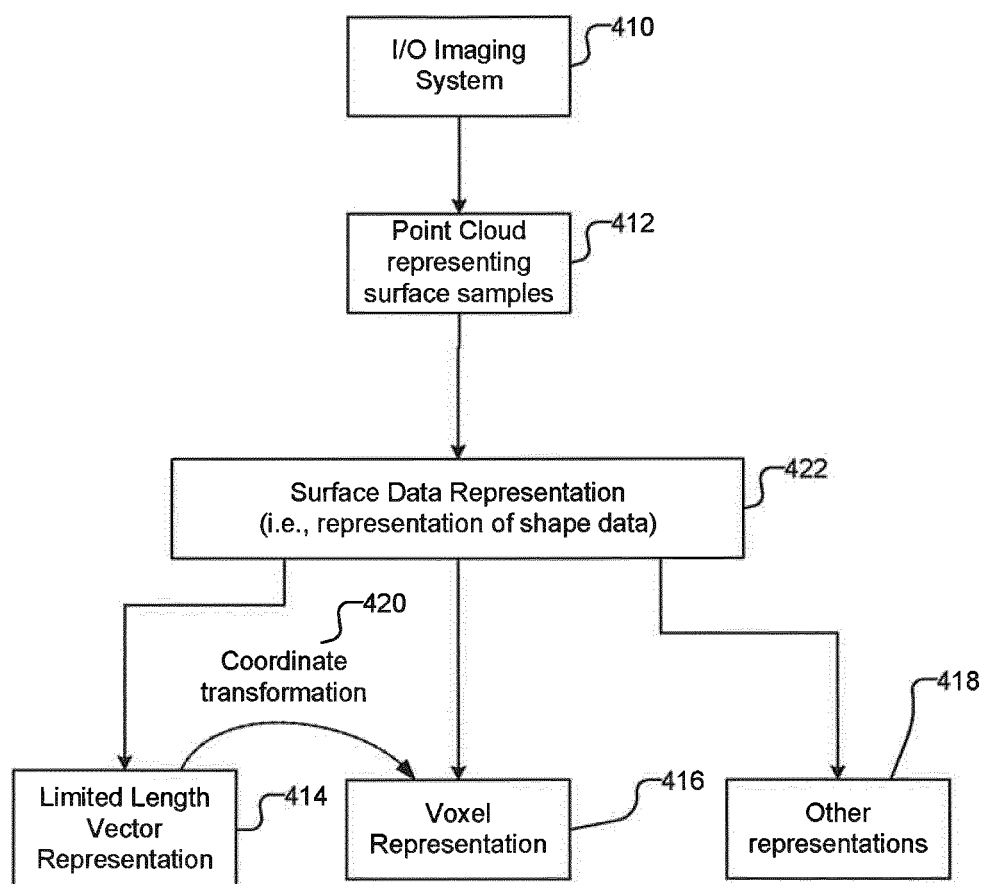 I/O Imaging
System
410
Point Cloud
representing
surface samples
412
Surface Data Representation
(i.e., representation of shape data)
422
420
Coordinate
transformation
418
Limited Length
Vector
Representation
414
Voxel
Representation
416
Other
representations